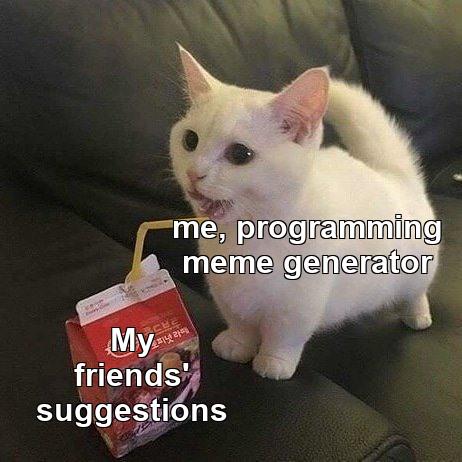 me, programming
meme generator
My
friends'
suggestions